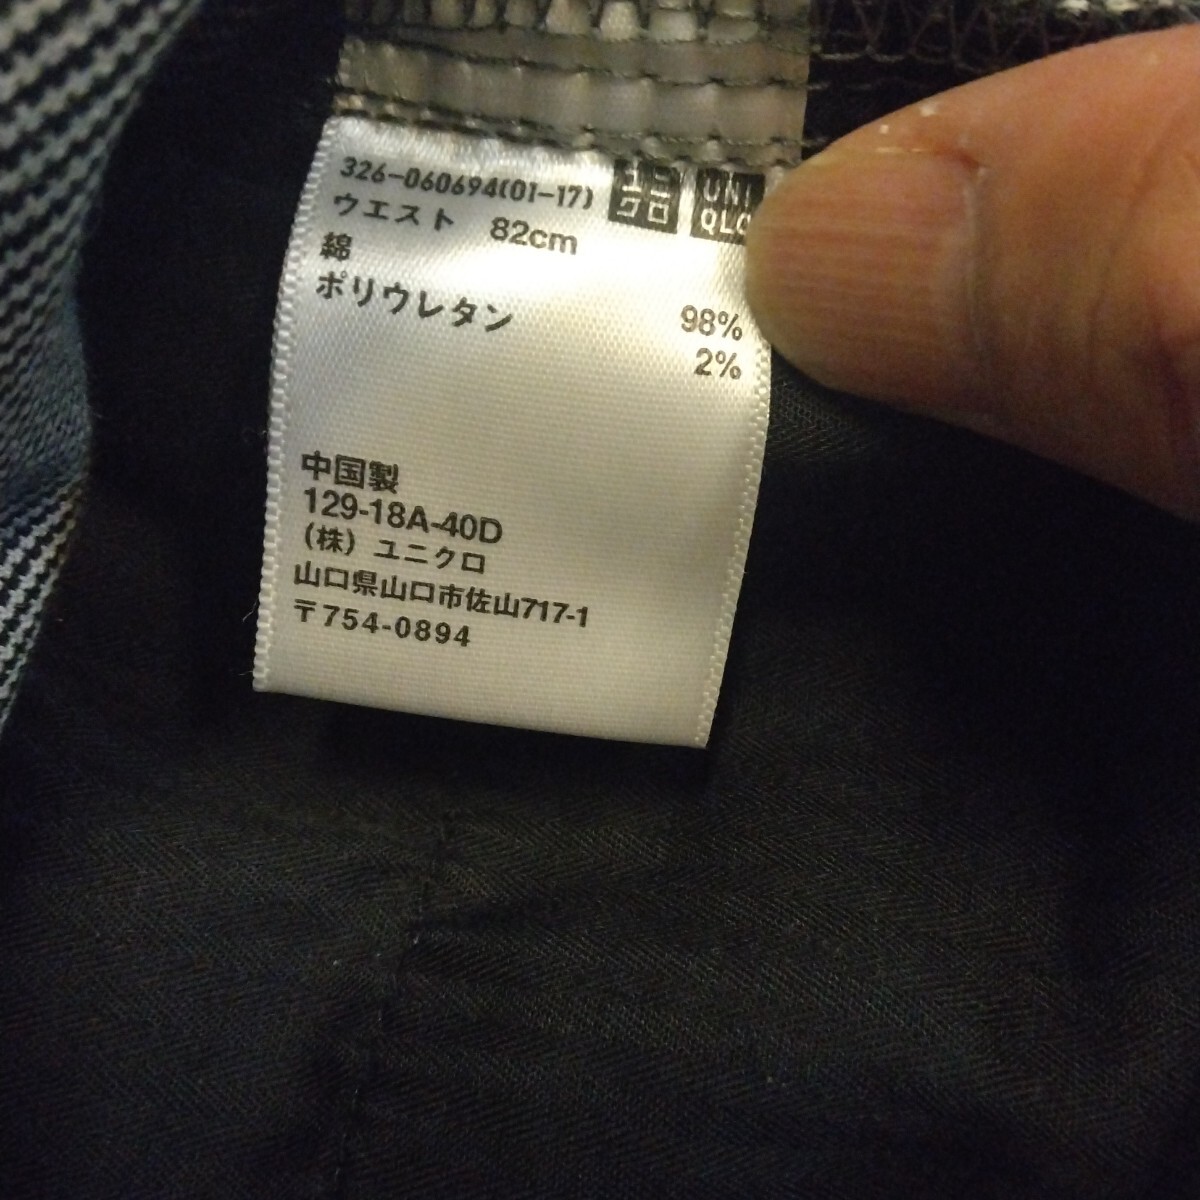 326-060694(01-17) ユニクロ UNIQLO
ウエスト 82cm
綿 98%
ポリウレタン 2%
中国製
129-18A-40D
(株) ユニクロ
山口県山口市佐山717-1
〒754-0894